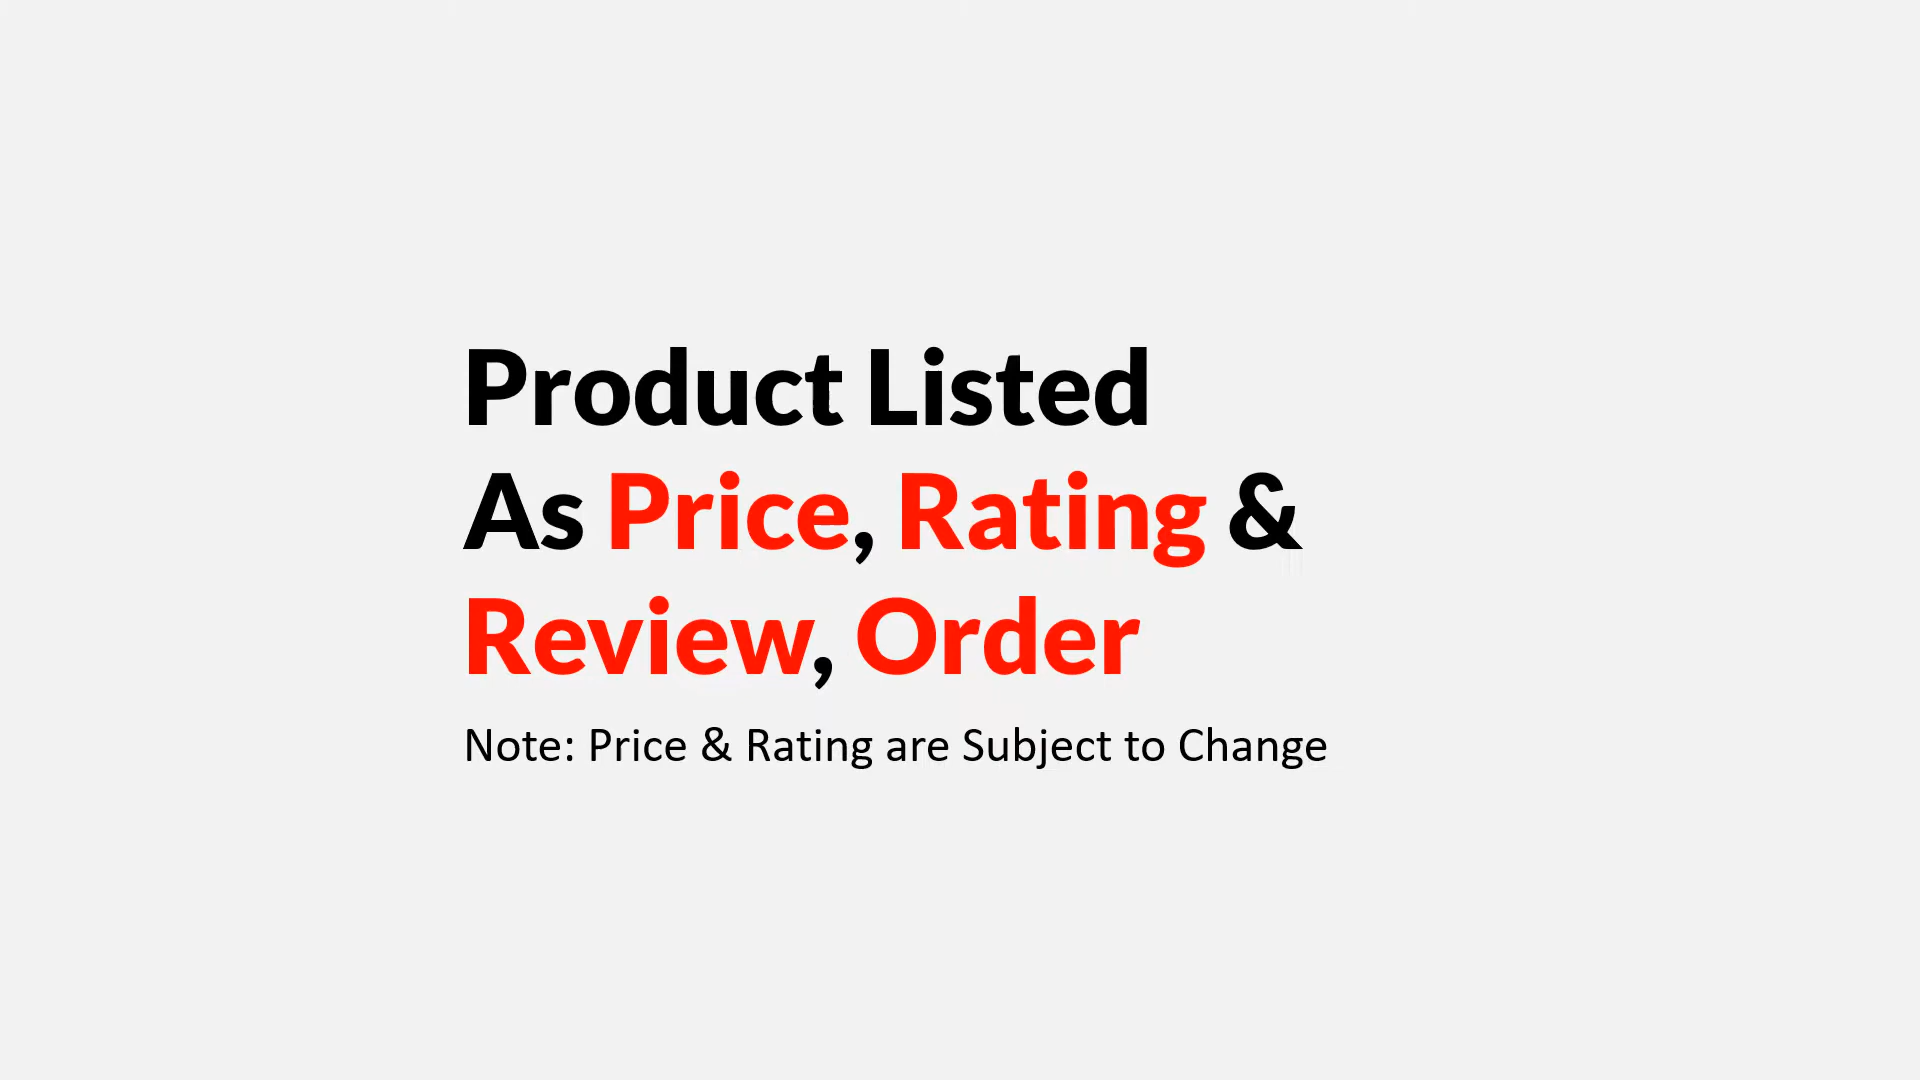 Product Listed
As Price, Rating &
Review, Order
Note: Price & Rating are Subject to Change